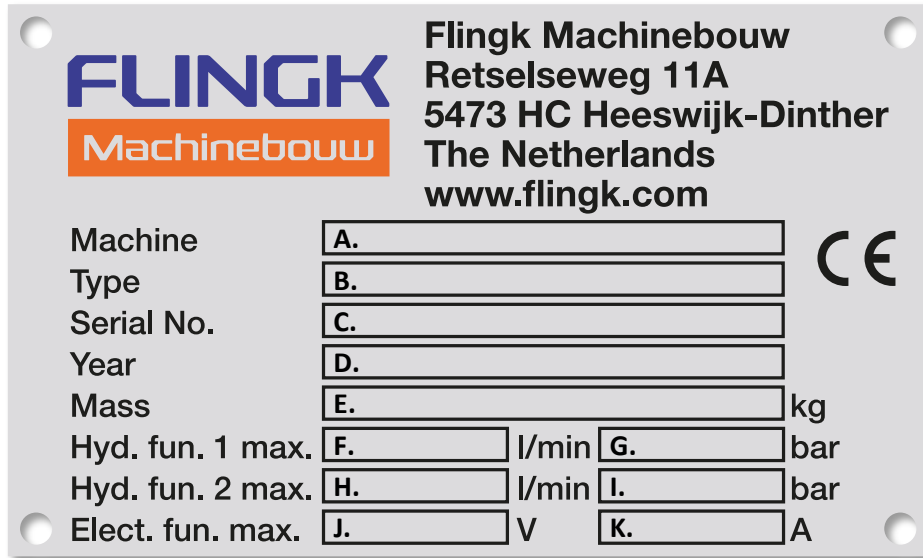 FLINGK
Machinebouw
Flingk Machinebouw
Retselseweg 11A
5473 HC Heeswijk-Dinther
The Netherlands
www.flingk.com
Machine A.
Type B.
Serial No. C.
Year D.
Mass E. kg
Hyd. fun. 1 max. F. l/min G. bar
Hyd. fun. 2 max. H. l/min I. bar
Elect. fun. max. J. V K. A
CE